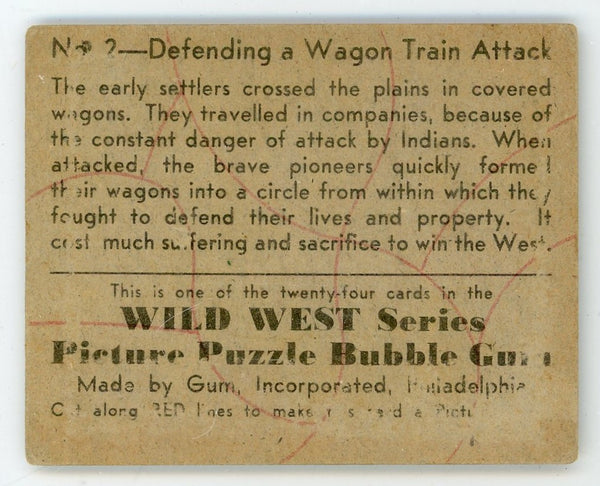 No. 2—Defending a Wagon Train Attack
The early settlers crossed the plains in covered
wagons. They travelled in companies, because of
the constant danger of attack by Indians. When
attacked, the brave pioneers quickly formed
their wagons into a circle from within which they
fought to defend their lives and property. It
cost much suffering and sacrifice to win the West.
This is one of the twenty-four cards in the
WILD WEST Series
Picture Puzzle Bubble Gum
Made by Gum, Incorporated, Philadelphia
Cut along RED lines to make this card a